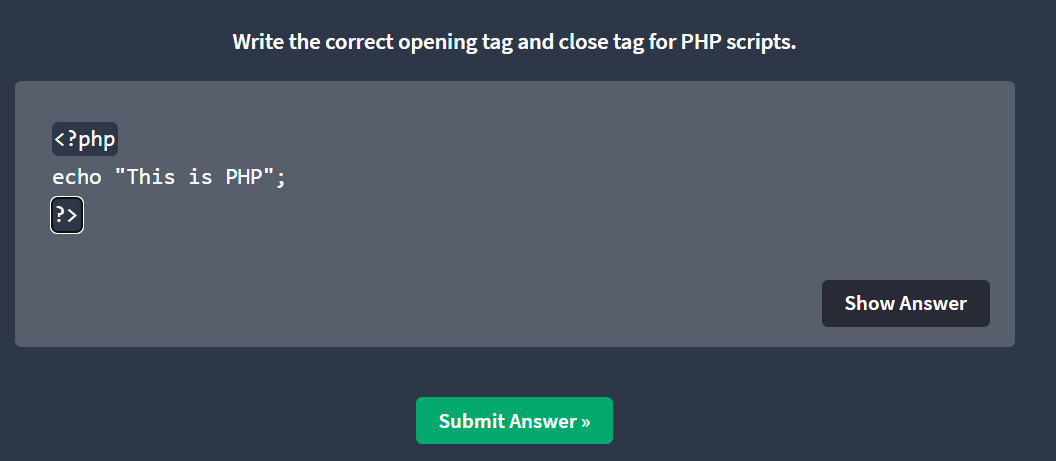 Write the correct opening tag and close tag for PHP scripts.
<?php
echo "This is PHP";
?>
Show Answer
Submit Answer »